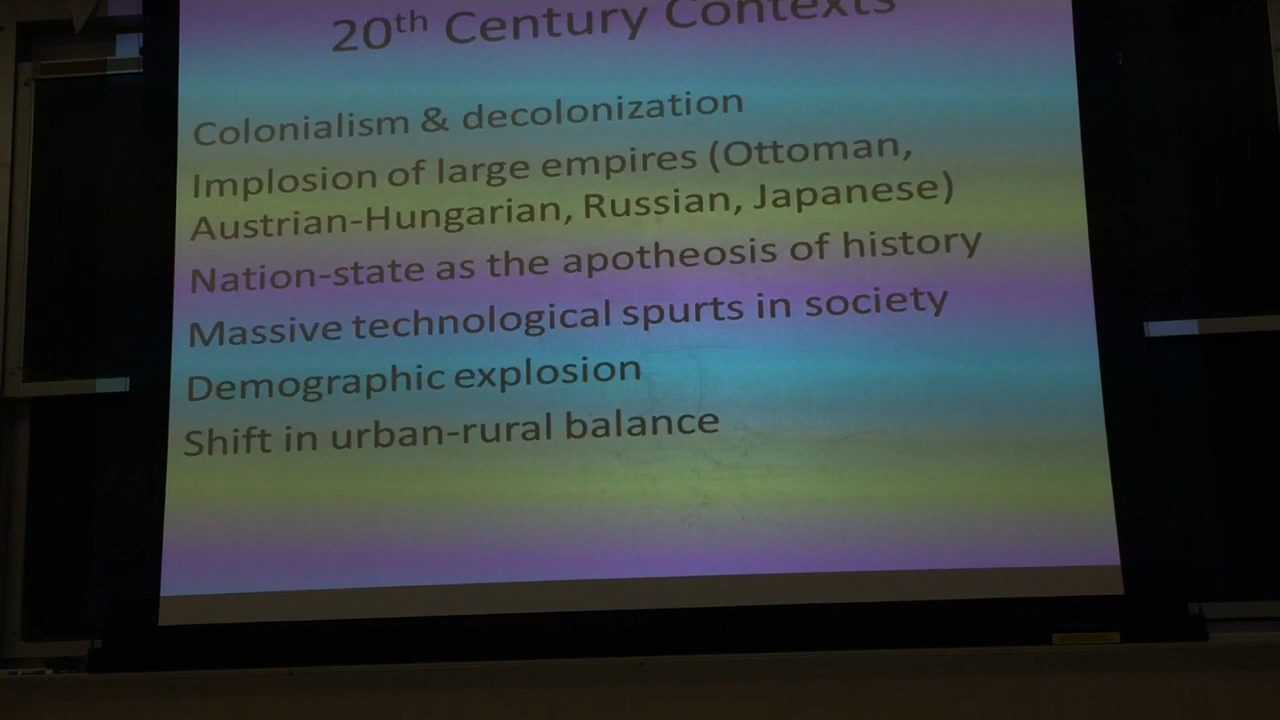 20th Century Contexts
Colonialism & decolonization
Implosion of large empires (Ottoman,
Austrian-Hungarian, Russian, Japanese)
Nation-state as the apotheosis of history
Massive technological spurts in society
Demographic explosion
Shift in urban-rural balance